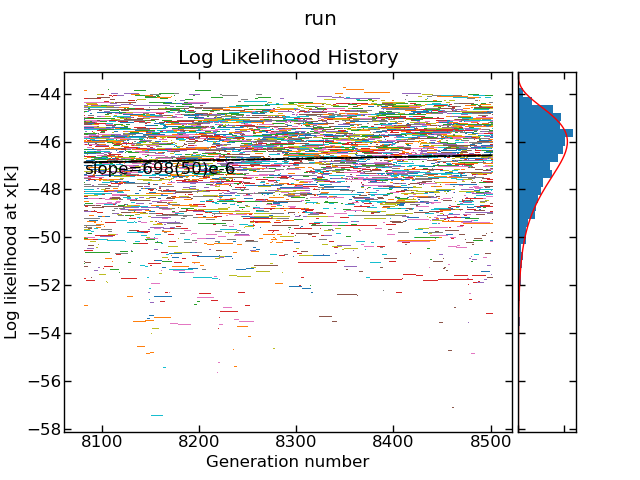 run
Log Likelihood History
Log likelihood at x[k]
−44
−46
−48
−50
−52
−54
−56
−58
slope=698(50)e-6
8100
8200
8300
8400
8500
Generation number